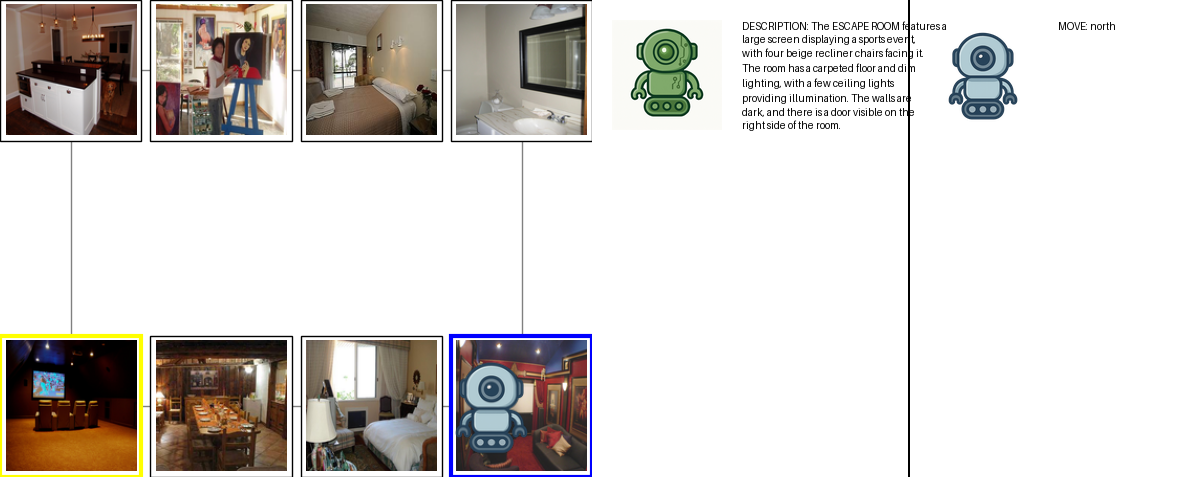 DESCRIPTION: The ESCAPE ROOM features a
large screen displaying a sports event,
with four beige recliner chairs facing it.
The room has a carpeted floor and dim
lighting, with a few ceiling lights
providing illumination. The walls are
dark, and there is a door visible on the
right side of the room.
MOVE: north